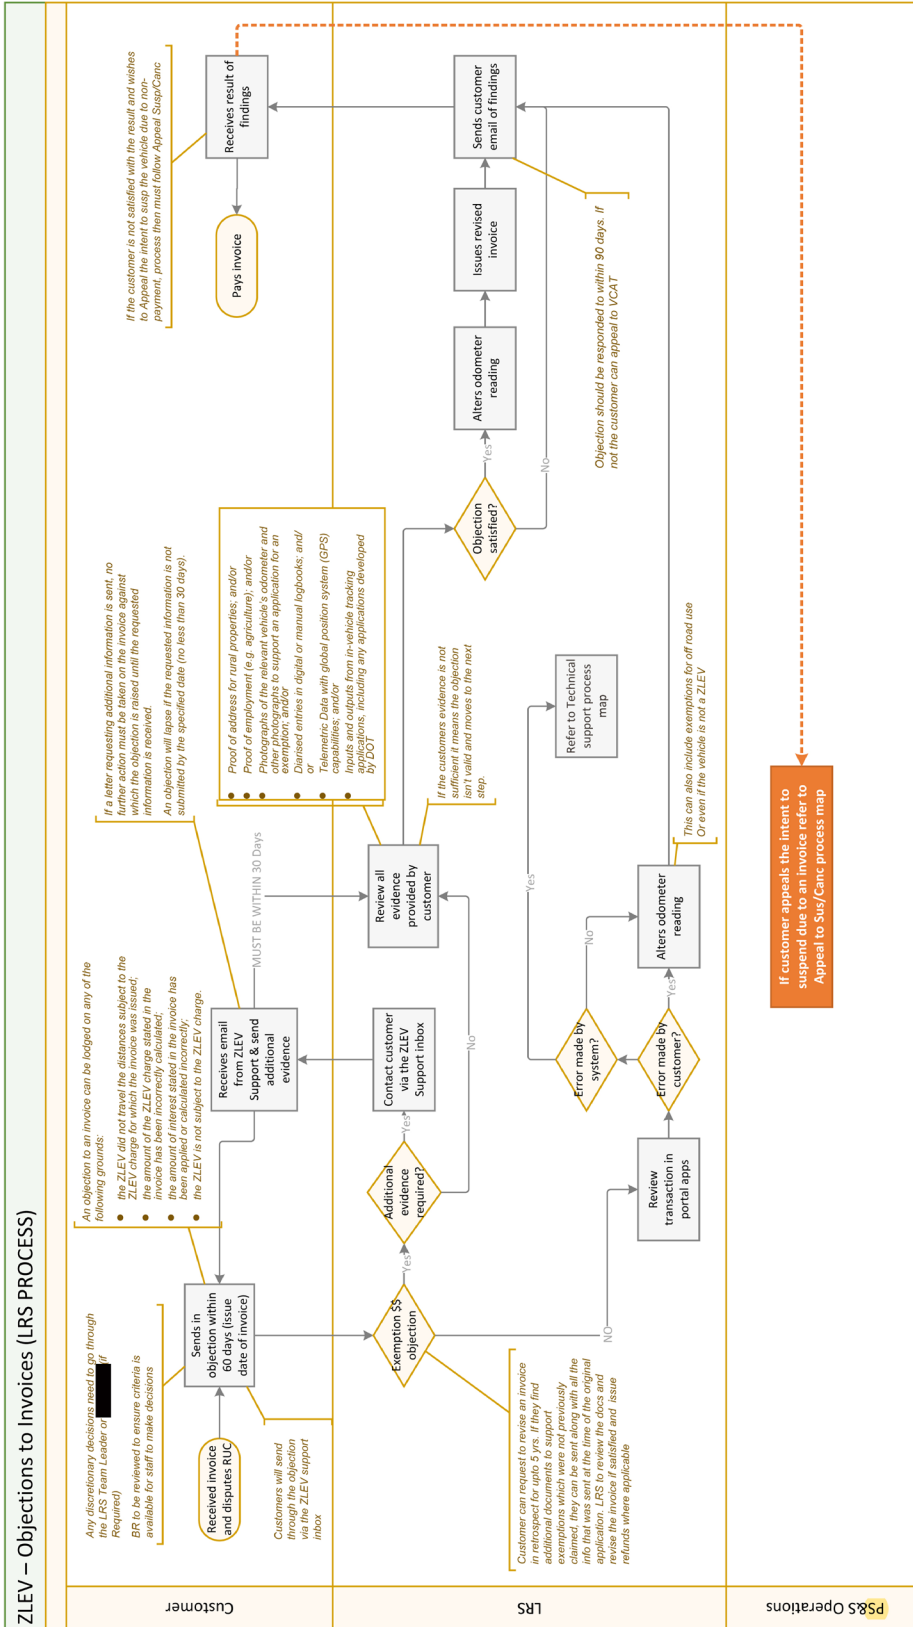 ZLEV – Objections to Invoices (LRS PROCESS)
Customer
LRS
PS&S Operations
Any discretionary decisions need to go through
the LRS Team Leader or (if
Required)
BR to be reviewed to ensure criteria is
available for staff to make decisions
Received invoice
and disputes RUC
Customers will send
through the objection
via the ZLEV support
inbox
Sends in
objection within
60 days (issue
date of invoice)
An objection to an invoice can be lodged on any of the
following grounds:
• the ZLEV did not travel the distances subject to the
ZLEV charge for which the invoice was issued;
• the amount of the ZLEV charge stated in the
invoice has been incorrectly calculated;
• the amount of interest stated in the invoice has
been applied or calculated incorrectly;
• the ZLEV is not subject to the ZLEV charge.
Receives email
from ZLEV
Support & send
additional
evidence
MUST BE WITHIN 30 Days
If a letter requesting additional information is sent, no
further action must be taken on the invoice against
which the objection is raised until the requested
information is received.
An objection will lapse if the requested information is not
submitted by the specified date (no less than 30 days).
If the customer is not satisfied with the result and wishes
to Appeal the intent to susp the vehicle due to non-
payment, process then must follow Appeal Susp/Canc
Pays invoice
Receives result of
findings
Customer can request to revise an invoice
in retrospect for upto 5 yrs. If they find
additional documents to support
exemptions which were not previously
claimed, they can be sent along with all the
info that was sent at the time of the original
application. LRS to review the docs and
revise the invoice if satisfied and issue
refunds where applicable
Exemption $$
objection
Yes
NO
Additional
evidence
required?
Yes
No
Contact customer
via the ZLEV
Support inbox
Review all
evidence
provided by
customer
• Proof of address for rural properties; and/or
• Proof of employment (e.g. agriculture); and/or
• Photographs of the relevant vehicle's odometer and
other photographs to support an application for an
exemption; and/or
• Diarised entries in digital or manual logbooks; and/
or
• Telemetric Data with global position system (GPS)
capabilities; and/or
• Inputs and outputs from in-vehicle tracking
applications, including any applications developed
by DOT
If the customers evidence is not
sufficient it means the objection
isn't valid and moves to the next
step.
Objection
satisfied?
Yes
No
Alters odometer
reading
Issues revised
invoice
Sends customer
email of findings
Objection should be responded to within 90 days. If
not the customer can appeal to VCAT
Review
transaction in
portal apps
Error made by
customer?
Yes
Error made by
system?
No
Yes
Alters odometer
reading
Refer to Technical
support process
map
This can also include exemptions for off road use
Or even if the vehicle is not a ZLEV
If customer appeals the intent to
suspend due to an invoice refer to
Appeal to Sus/Canc process map